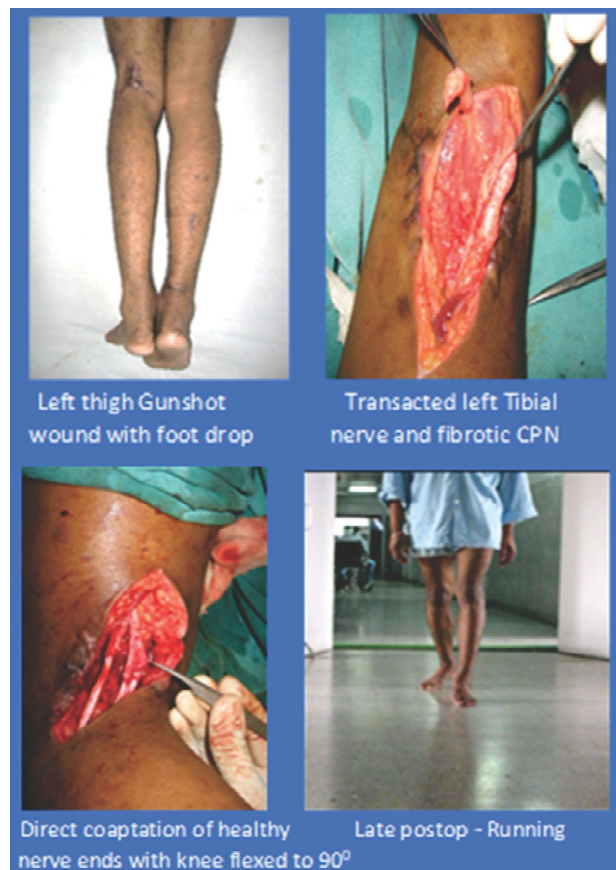 Left thigh Gunshot
wound with foot drop
Transacted left Tibial
nerve and fibrotic CPN
Direct coaptation of healthy
nerve ends with knee flexed to 90⁰
Late postop - Running